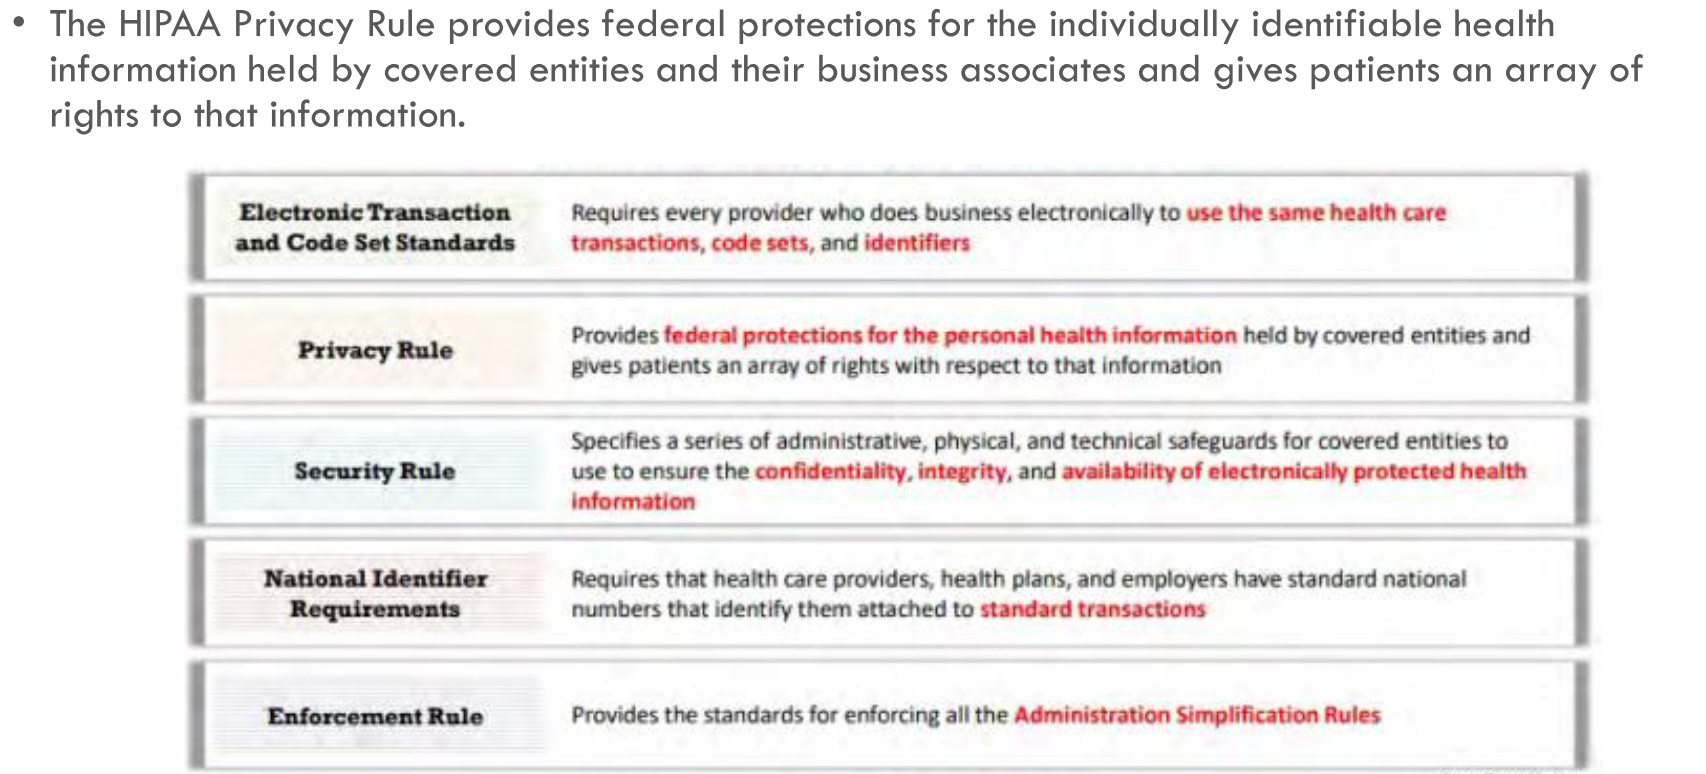 • The HIPAA Privacy Rule provides federal protections for the individually identifiable health
information held by covered entities and their business associates and gives patients an array of
rights to that information.
Electronic Transaction
and Code Set Standards
Requires every provider who does business electronically to use the same health care
transactions, code sets, and identifiers
Privacy Rule
Provides federal protections for the personal health information held by covered entities and
gives patients an array of rights with respect to that information
Security Rule
Specifies a series of administrative, physical, and technical safeguards for covered entities to
use to ensure the confidentiality, integrity, and availability of electronically protected health
information
National Identifier
Requirements
Requires that health care providers, health plans, and employers have standard national
numbers that identify them attached to standard transactions
Enforcement Rule
Provides the standards for enforcing all the Administration Simplification Rules